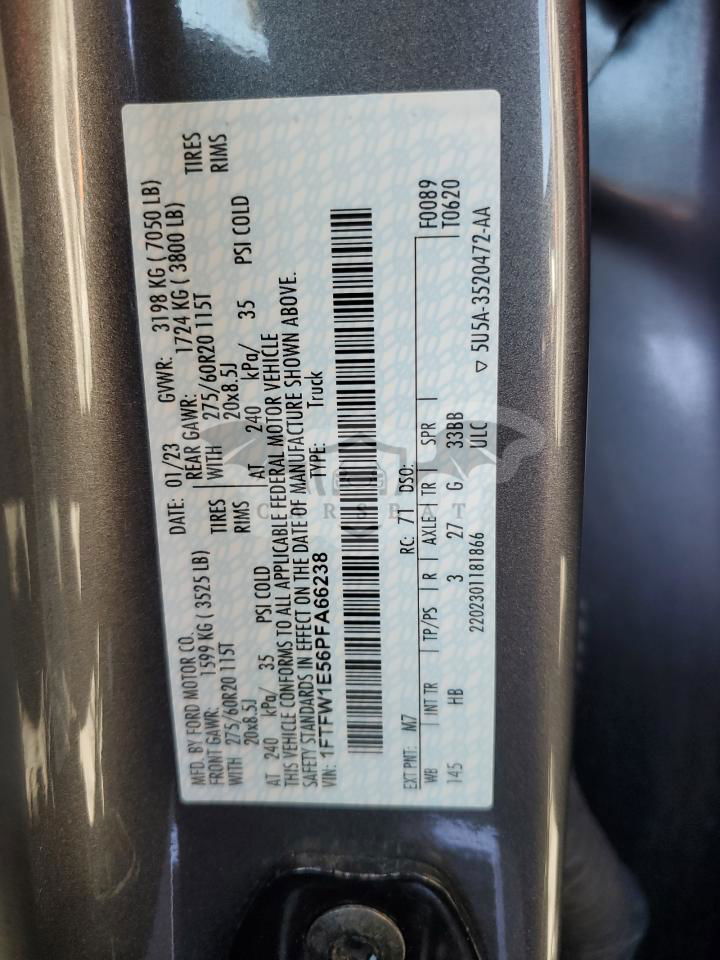 MFD. BY FORD MOTOR CO. DATE: 01/23 GVWR: 3198 KG ( 7050 LB)
FRONT GAWR: 1599 KG ( 3525 LB) REAR GAWR: 1724 KG ( 3800 LB)
WITH 275/60R20 115T TIRES WITH 275/60R20 115T TIRES
20x8.5J RIMS 20x8.5J RIMS
AT 240 kPa/ 35 PSI COLD AT 240 kPa/ 35 PSI COLD
THIS VEHICLE CONFORMS TO ALL APPLICABLE FEDERAL MOTOR VEHICLE
SAFETY STANDARDS IN EFFECT ON THE DATE OF MANUFACTURE SHOWN ABOVE.
VIN: 1FTFW1E56PFA66238 TYPE: Truck
CARSBAT
EXT PNT: M7 RC: 71 DSO: F0089
WB INT TR TP/PS R AXLE TR SPR T0620
145 HB 3 27 G 33BB
2202301181866 ULC
▽ 5U5A-3520472-AA